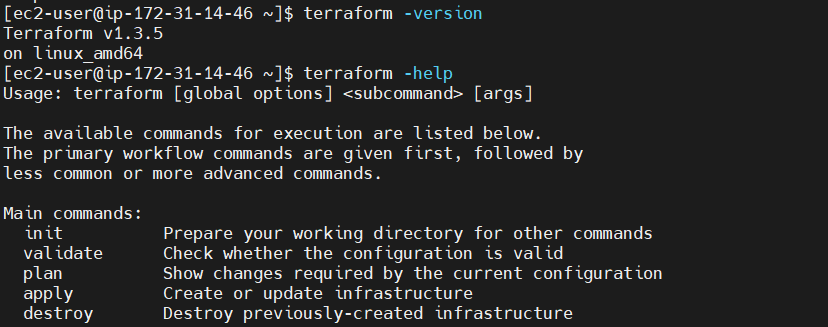 [ec2-user@ip-172-31-14-46 ~]$ terraform -version
Terraform v1.3.5
on linux_amd64
[ec2-user@ip-172-31-14-46 ~]$ terraform -help
Usage: terraform [global options] <subcommand> [args]

The available commands for execution are listed below.
The primary workflow commands are given first, followed by
less common or more advanced commands.

Main commands:
  init          Prepare your working directory for other commands
  validate      Check whether the configuration is valid
  plan          Show changes required by the current configuration
  apply         Create or update infrastructure
  destroy       Destroy previously-created infrastructure